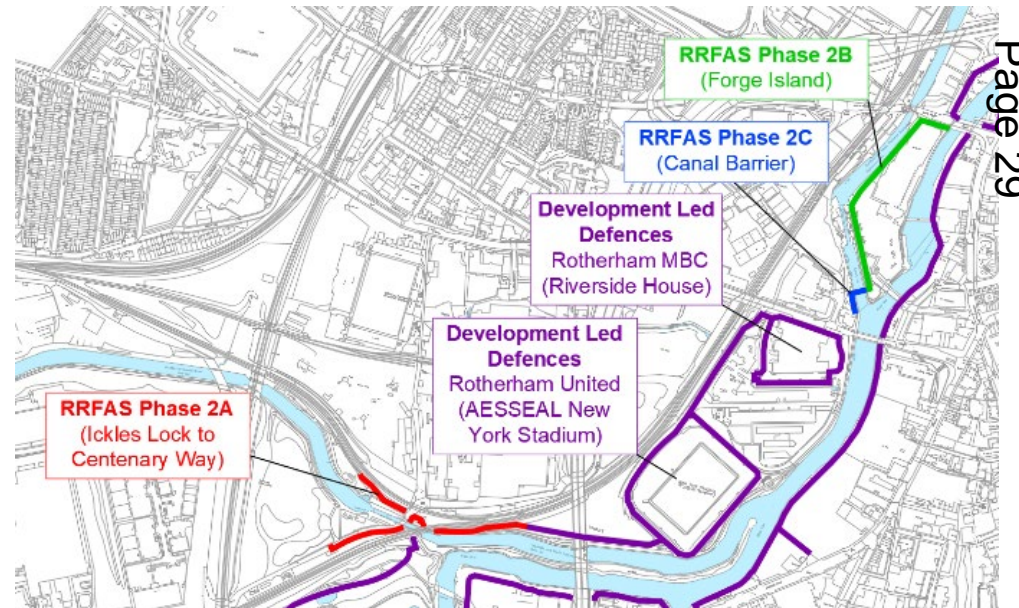 RRFAS Phase 2B
(Forge Island)
Page 29
RRFAS Phase 2C
(Canal Barrier)
Development Led
Defences
Rotherham MBC
(Riverside House)
Development Led
Defences
Rotherham United
(AESSEAL New
York Stadium)
RRFAS Phase 2A
(Ickles Lock to
Centenary Way)